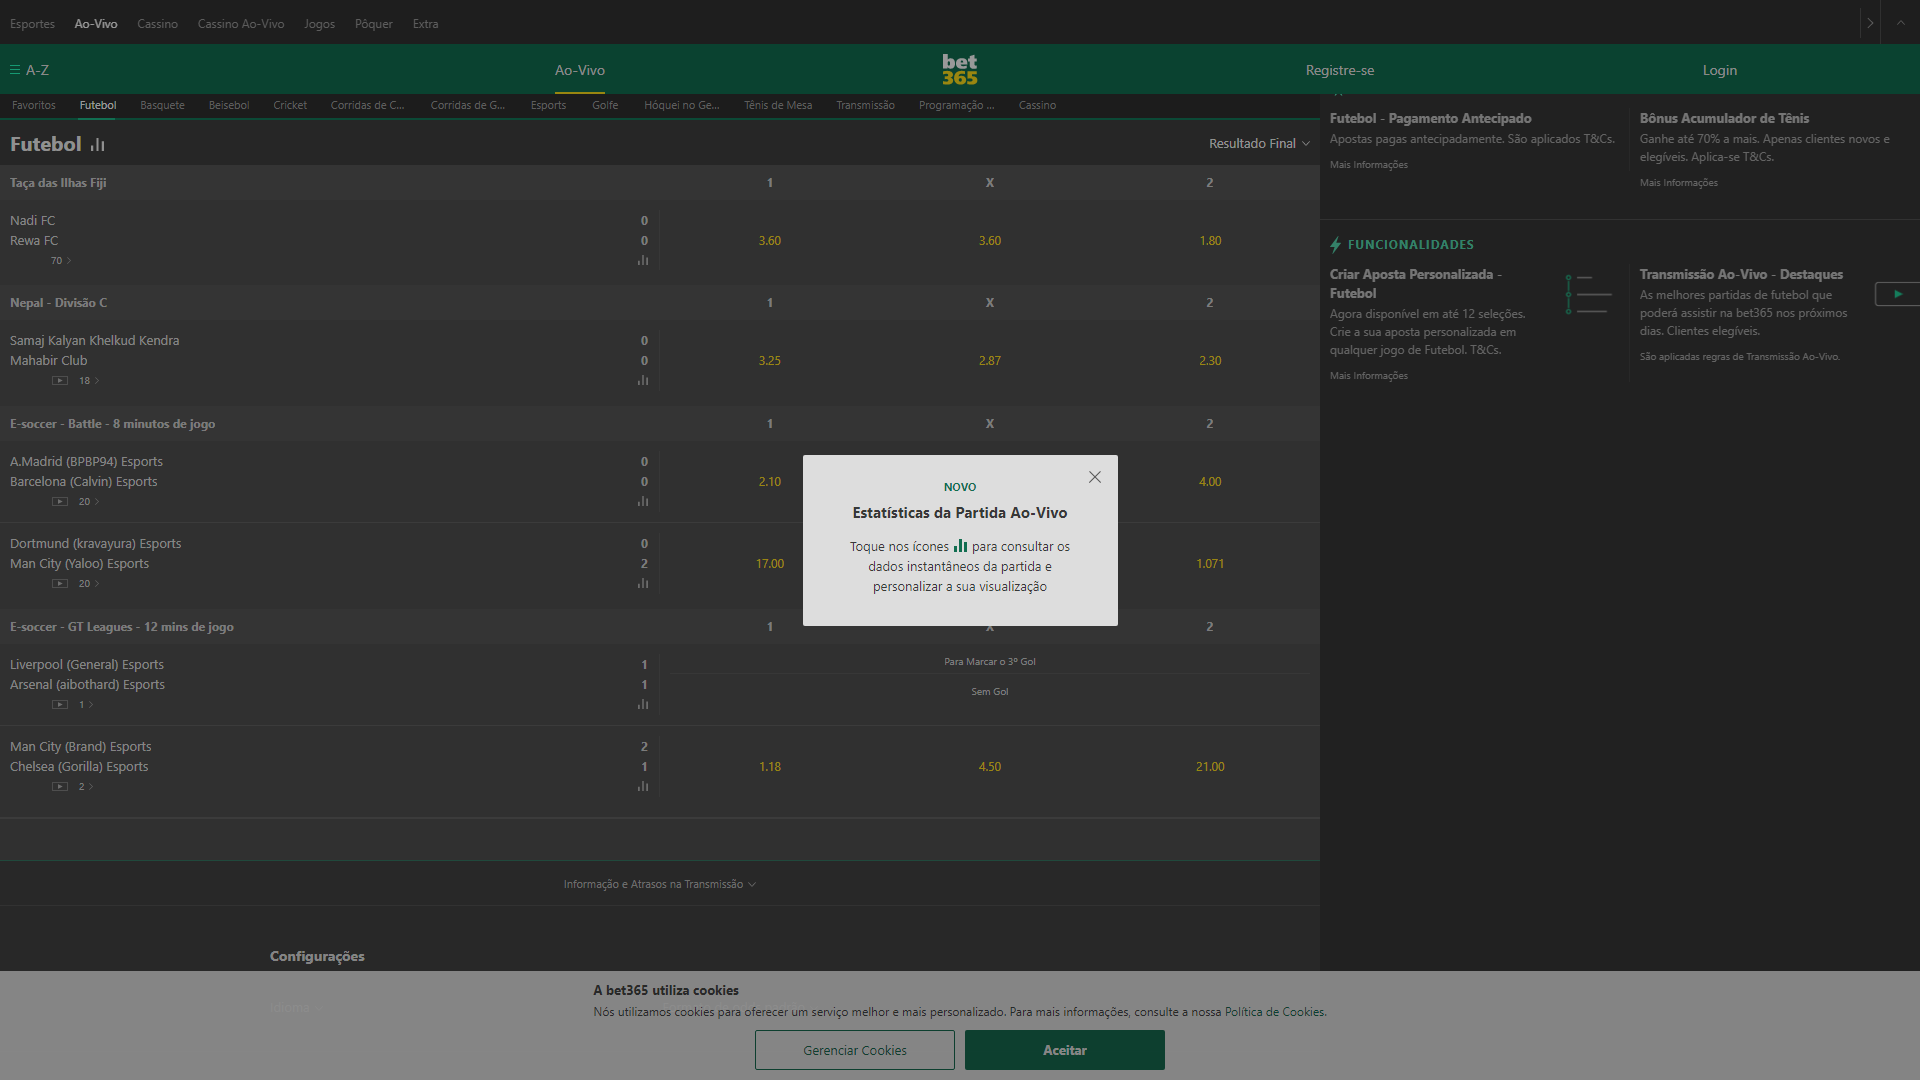 Esportes Ao-Vivo Cassino Cassino Ao-Vivo Jogos Pôquer Extra
A-Z Ao-Vivo bet365 Registre-se Login
Favoritos Futebol Basquete Beisebol Cricket Corridas de C... Corridas de G... Esports Golfe Hóquei no Ge... Tênis de Mesa Transmissão Programação ... Cassino
Futebol Resultado Final
Taça das Ilhas Fiji 1 X 2
Nadi FC 0
Rewa FC 0 3.60 3.60 1.80
70
Nepal - Divisão C 1 X 2
Samaj Kalyan Khelkud Kendra 0
Mahabir Club 0 3.25 2.87 2.30
18
E-soccer - Battle - 8 minutos de jogo 1 X 2
A.Madrid (BPBP94) Esports 0
Barcelona (Calvin) Esports 0 2.10 4.00
20
Dortmund (kravayura) Esports 0
Man City (Yaloo) Esports 2 17.00 1.071
20
E-soccer - GT Leagues - 12 mins de jogo 1 X 2
Liverpool (General) Esports 1 Para Marcar o 3º Gol
Arsenal (aibothard) Esports 1 Sem Gol
1
Man City (Brand) Esports 2
Chelsea (Gorilla) Esports 1 1.18 4.50 21.00
2
Informação e Atrasos na Transmissão
Configurações
Futebol - Pagamento Antecipado
Apostas pagas antecipadamente. São aplicados T&Cs.
Mais Informações
Bônus Acumulador de Tênis
Ganhe até 70% a mais. Apenas clientes novos e
elegíveis. Aplica-se T&Cs.
Mais Informações
FUNCIONALIDADES
Criar Aposta Personalizada -
Futebol
Agora disponível em até 12 seleções.
Crie a sua aposta personalizada em
qualquer jogo de Futebol. T&Cs.
Mais Informações
Transmissão Ao-Vivo - Destaques
As melhores partidas de futebol que
poderá assistir na bet365 nos próximos
dias. Clientes elegíveis.
São aplicadas regras de Transmissão Ao-Vivo.
NOVO
Estatísticas da Partida Ao-Vivo
Toque nos ícones para consultar os
dados instantâneos da partida e
personalizar a sua visualização
A bet365 utiliza cookies
Nós utilizamos cookies para oferecer um serviço melhor e mais personalizado. Para mais informações, consulte a nossa Política de Cookies.
Gerenciar Cookies Aceitar